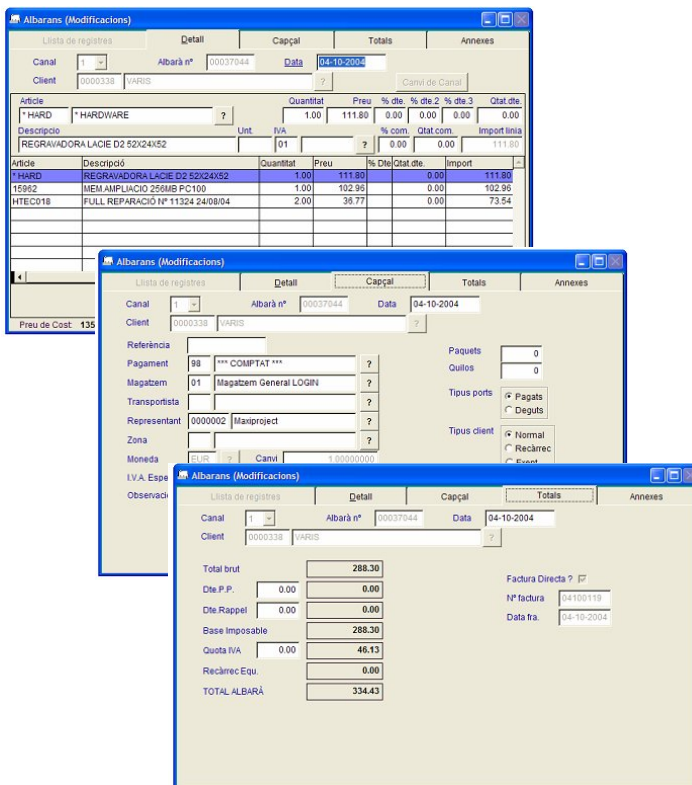 Albarans (Modificacions)
Llista de registres Detall Capçal Totals Annexes
Canal 1 Albarà nº 00037044 Data 04-10-2004
Client 0000338 VARIS ? Canvi de Canal
Article Quantitat Preu % dte. % dte.2 % dte.3 Qtat.dte.
* HARD * HARDWARE ? 1.00 111.80 0.00 0.00 0.00 0.00
Descripcio Unt. IVA % com. Qtat.com. Import línia
REGRAVADORA LACIE D2 52X24X52 01 ? 0.00 0.00 111.80
Article Descripció Quantitat Preu % Dte Qtat.dte. Import
* HARD REGRAVADORA LACIE D2 52X24X52 1.00 111.80 0.00 111.80
15962 MEM.AMPLIACIO 256MB PC100 1.00 102.96 0.00 102.96
HTEC018 FULL REPARACIÓ Nº 11324 24/08/04 2.00 36.77 0.00 73.54
Preu de Cost 135
Albarans (Modificacions)
Llista de registres Detall Capçal Totals Annexes
Canal 1 Albarà nº 00037044 Data 04-10-2004
Client 0000338 VARIS ?
Referència
Pagament 98 *** COMPTAT *** ?
Magatzem 01 Magatzem General LOGIN ?
Transportista ?
Representant 0000002 Maxiproject ?
Zona ?
Moneda EUR ? Canvi 1.00000000
I.V.A. Espe
Observació
Paquets 0
Quilos 0
Tipus ports Pagats
Deguts
Tipus client Normal
Recàrrec
Exent
Albarans (Modificacions)
Llista de registres Detall Capçal Totals Annexes
Canal 1 Albarà nº 00037044 Data 04-10-2004
Client 0000338 VARIS ?
Total brut 288.30
Dte.P.P. 0.00 0.00
Dte.Rappel 0.00 0.00
Base Imposable 288.30
Quota IVA 0.00 46.13
Recàrrec Equ. 0.00
TOTAL ALBARÀ 334.43
Factura Directa ?
Nº factura 04100119
Data fra. 04-10-2004